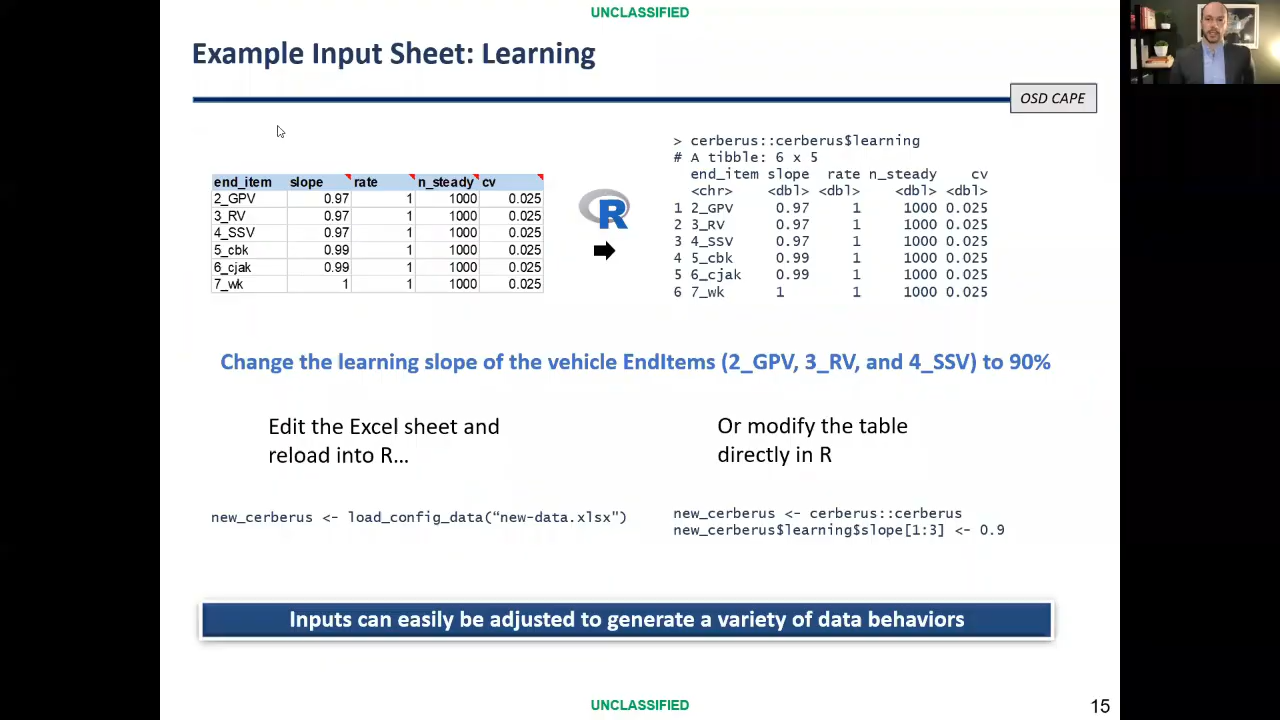 UNCLASSIFIED
Example Input Sheet: Learning
OSD CAPE
end_item slope rate n_steady cv
2_GPV 0.97 1 1000 0.025
3_RV 0.97 1 1000 0.025
4_SSV 0.97 1 1000 0.025
5_cbk 0.99 1 1000 0.025
6_cjak 0.99 1 1000 0.025
7_wk 1 1 1000 0.025
R
> cerberus::cerberus$learning
# A tibble: 6 x 5
end_item slope rate n_steady cv
<chr> <dbl> <dbl> <dbl> <dbl>
1 2_GPV 0.97 1 1000 0.025
2 3_RV 0.97 1 1000 0.025
3 4_SSV 0.97 1 1000 0.025
4 5_cbk 0.99 1 1000 0.025
5 6_cjak 0.99 1 1000 0.025
6 7_wk 1 1 1000 0.025
Change the learning slope of the vehicle EndItems (2_GPV, 3_RV, and 4_SSV) to 90%
Edit the Excel sheet and
reload into R…
new_cerberus <- load_config_data(“new-data.xlsx")
Or modify the table
directly in R
new_cerberus <- cerberus::cerberus
new_cerberus$learning$slope[1:3] <- 0.9
Inputs can easily be adjusted to generate a variety of data behaviors
UNCLASSIFIED
15